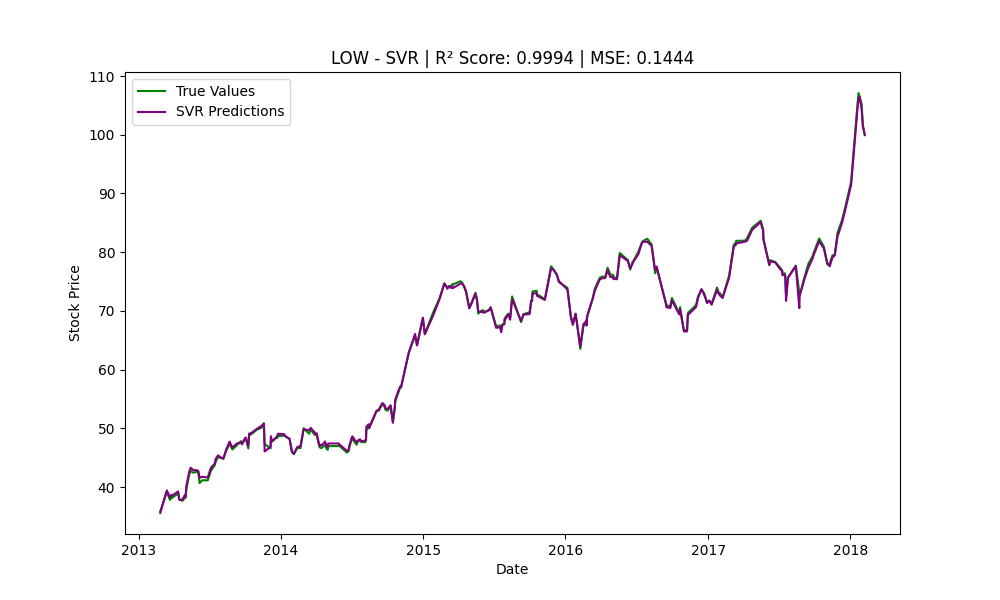 LOW - SVR | R² Score: 0.9994 | MSE: 0.1444
True Values
SVR Predictions
Stock Price
110
100
90
80
70
60
50
40
2013
2014
2015
2016
2017
2018
Date